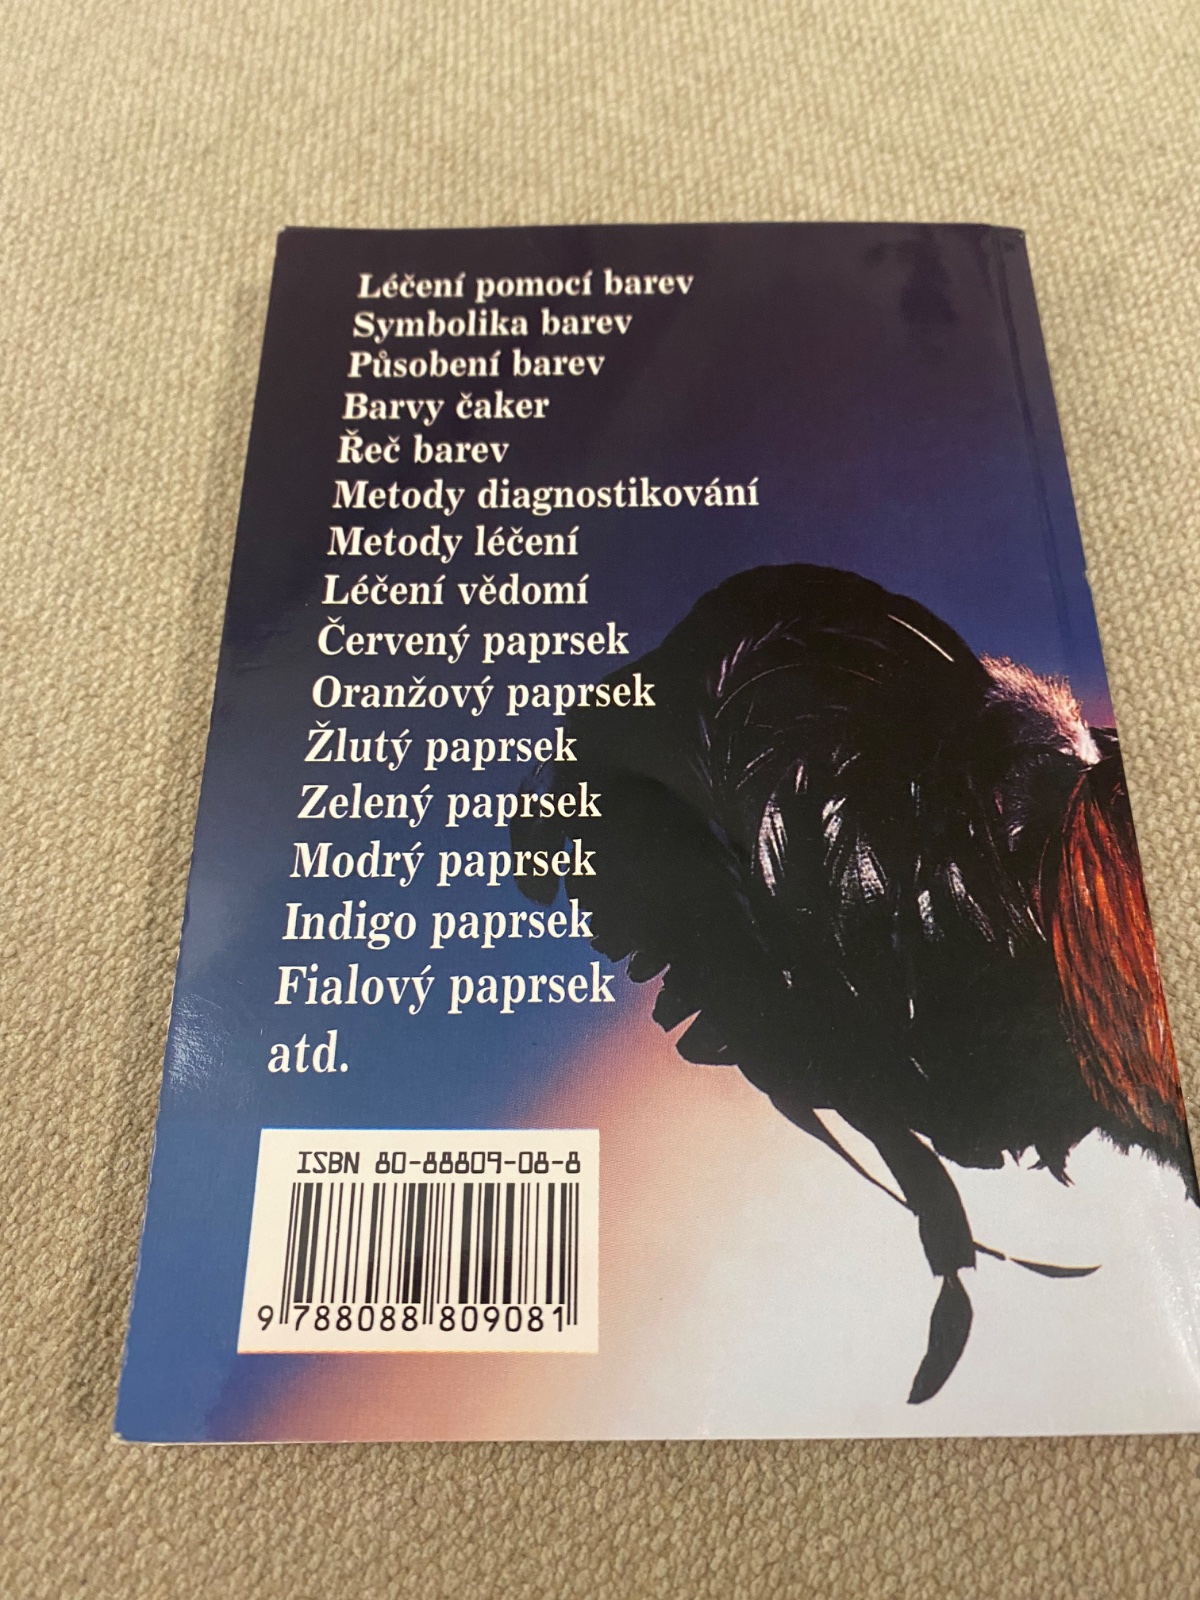 Léčení pomocí barev
Symbolika barev
Působení barev
Barvy čaker
Řeč barev
Metody diagnostikování
Metody léčení
Léčení vědomí
Červený paprsek
Oranžový paprsek
Žlutý paprsek
Zelený paprsek
Modrý paprsek
Indigo paprsek
Fialový paprsek
atd.
ISBN 80-88809-08-8
9 788088 809081